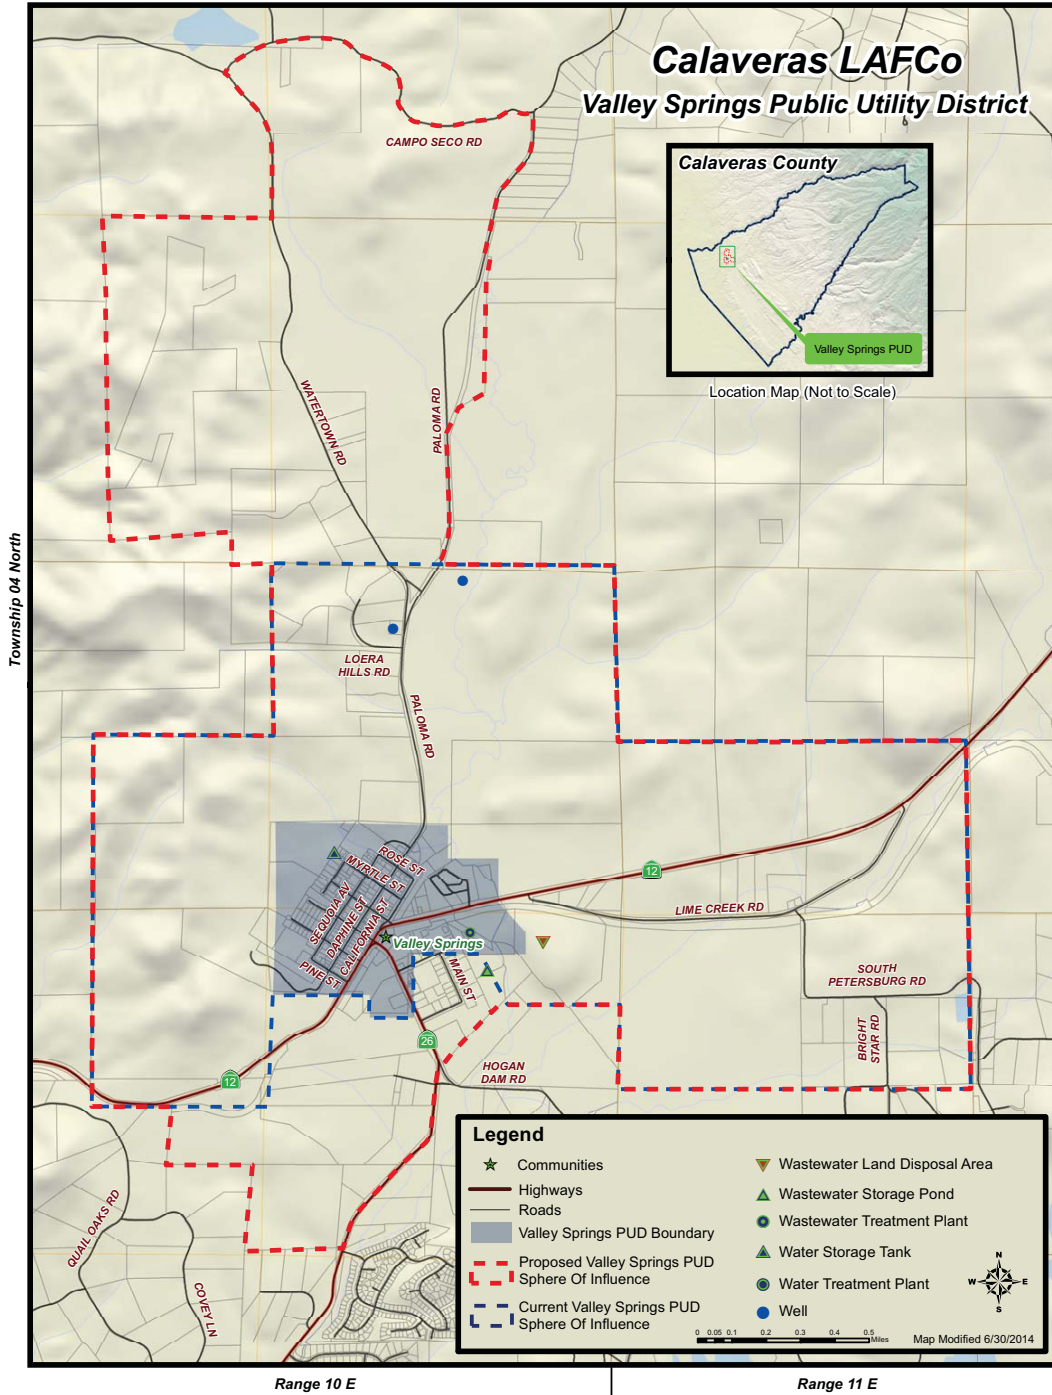 Calaveras LAFCo
Valley Springs Public Utility District
Calaveras County
Valley Springs PUD
Location Map (Not to Scale)
CAMPO SECO RD
WATERTOWN RD
PALOMA RD
Township 04 North
LOERA
HILLS RD
PALOMA RD
ROSE ST
MYRTLE ST
SEQUOIA AV
DAPHINE ST
CALIFORNIA ST
PINE ST
Valley Springs
MAIN ST
12
LIME CREEK RD
SOUTH
PETERSBURG RD
BRIGHT
STAR RD
26
12
HOGAN
DAM RD
QUAIL OAKS RD
COVEY LN
Legend
Communities
Highways
Roads
Valley Springs PUD Boundary
Proposed Valley Springs PUD
Sphere Of Influence
Current Valley Springs PUD
Sphere Of Influence
Wastewater Land Disposal Area
Wastewater Storage Pond
Wastewater Treatment Plant
Water Storage Tank
Water Treatment Plant
Well
N
W E
S
0 0.05 0.1 0.2 0.3 0.4 0.5
Miles
Map Modified 6/30/2014
Range 10 E
Range 11 E